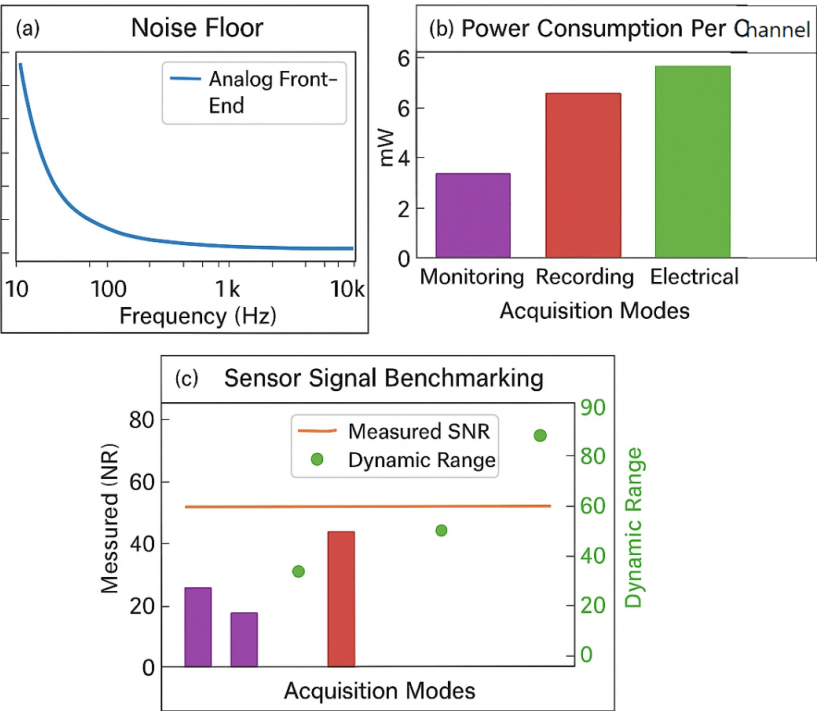 (a) Noise Floor
Analog Front-
End
10 100 1k 10k
Frequency (Hz)
(b) Power Consumption Per Channel
6
6
4
2
0
mW
Monitoring Recording Electrical
Acquisition Modes
(c) Sensor Signal Benchmarking
Measured SNR
Dynamic Range
80
60
40
20
0
Messured (NR)
90
80
60
40
20
0
Dynamic Range
Acquisition Modes